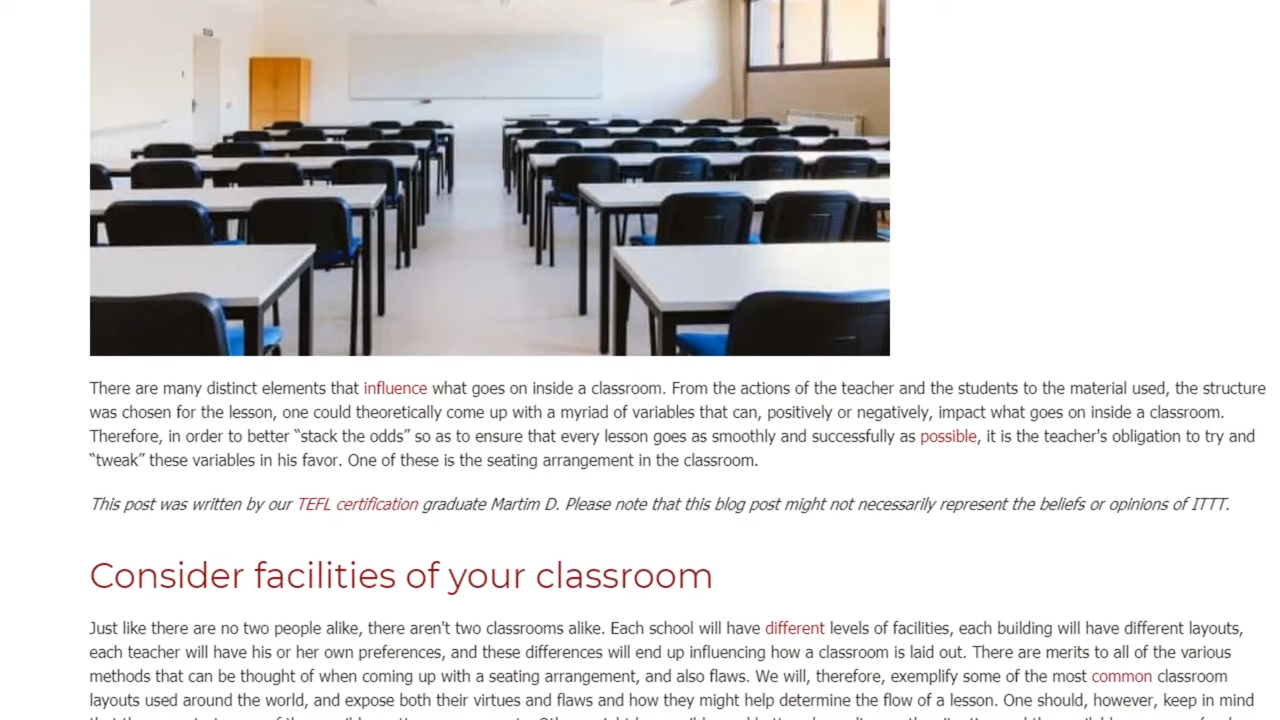 There are many distinct elements that influence what goes on inside a classroom. From the actions of the teacher and the students to the material used, the structure
was chosen for the lesson, one could theoretically come up with a myriad of variables that can, positively or negatively, impact what goes on inside a classroom.
Therefore, in order to better “stack the odds” so as to ensure that every lesson goes as smoothly and successfully as possible, it is the teacher's obligation to try and
“tweak” these variables in his favor. One of these is the seating arrangement in the classroom.
This post was written by our TEFL certification graduate Martim D. Please note that this blog post might not necessarily represent the beliefs or opinions of ITTT.
Consider facilities of your classroom
Just like there are no two people alike, there aren't two classrooms alike. Each school will have different levels of facilities, each building will have different layouts,
each teacher will have his or her own preferences, and these differences will end up influencing how a classroom is laid out. There are merits to all of the various
methods that can be thought of when coming up with a seating arrangement, and also flaws. We will, therefore, exemplify some of the most common classroom
layouts used around the world, and expose both their virtues and flaws and how they might help determine the flow of a lesson. One should, however, keep in mind